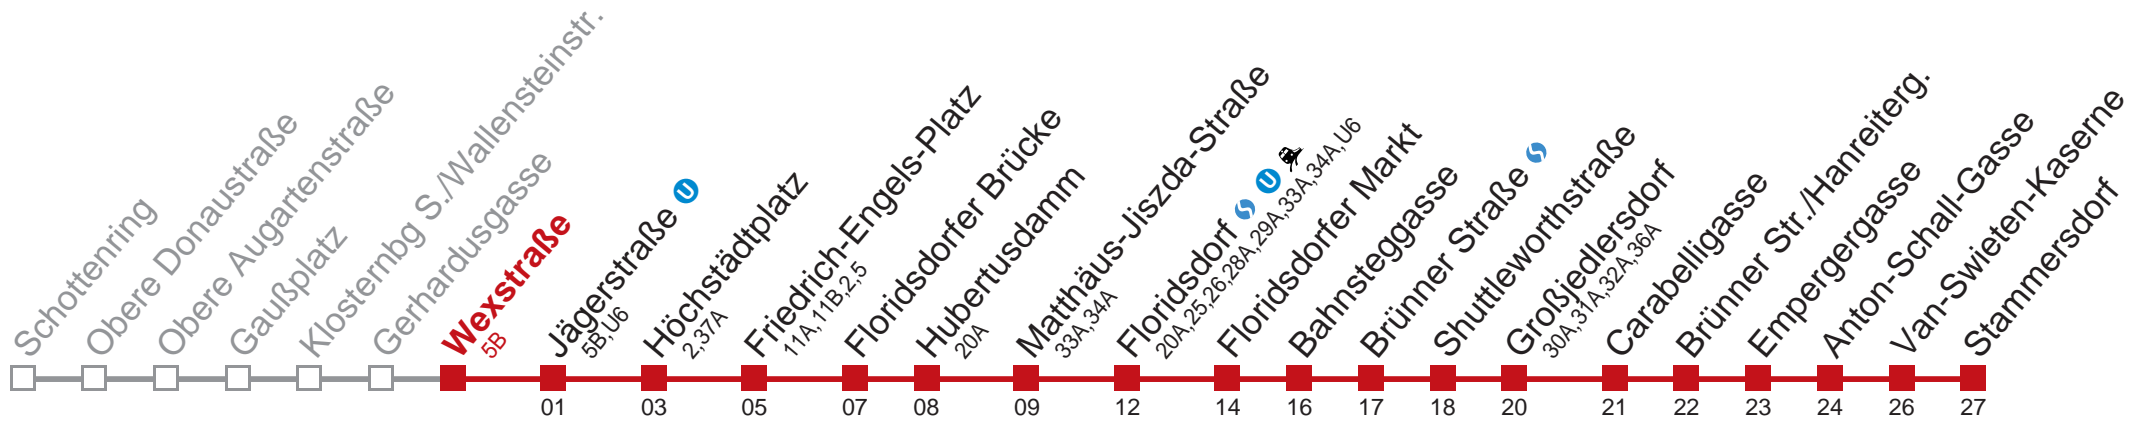 Schottenring
Obere Donaustraße
Obere Augartenstraße
Gaußplatz
Klosternbg S./Wallensteinstr.
Gerhardusgasse
Wexstraße
5B
Jägerstraße U
5B,U6
01
Höchstädtplatz
2,37A
03
Friedrich-Engels-Platz
11A,11B,2,5
05
Floridsdorfer Brücke
07
Hubertusdamm
20A
08
Matthäus-Jiszda-Straße
33A,34A
09
Floridsdorf S U
20A,25,26,28A,29A,33A,34A,U6
12
Floridsdorfer Markt
14
Bahnsteggasse
16
Brünner Straße S
17
Shuttleworthstraße
18
Großjedlersdorf
30A,31A,32A,36A
20
Carabelligasse
21
Brünner Str./Hanreiterg.
22
Empergergasse
23
Anton-Schall-Gasse
24
Van-Swieten-Kaserne
26
Stammersdorf
27